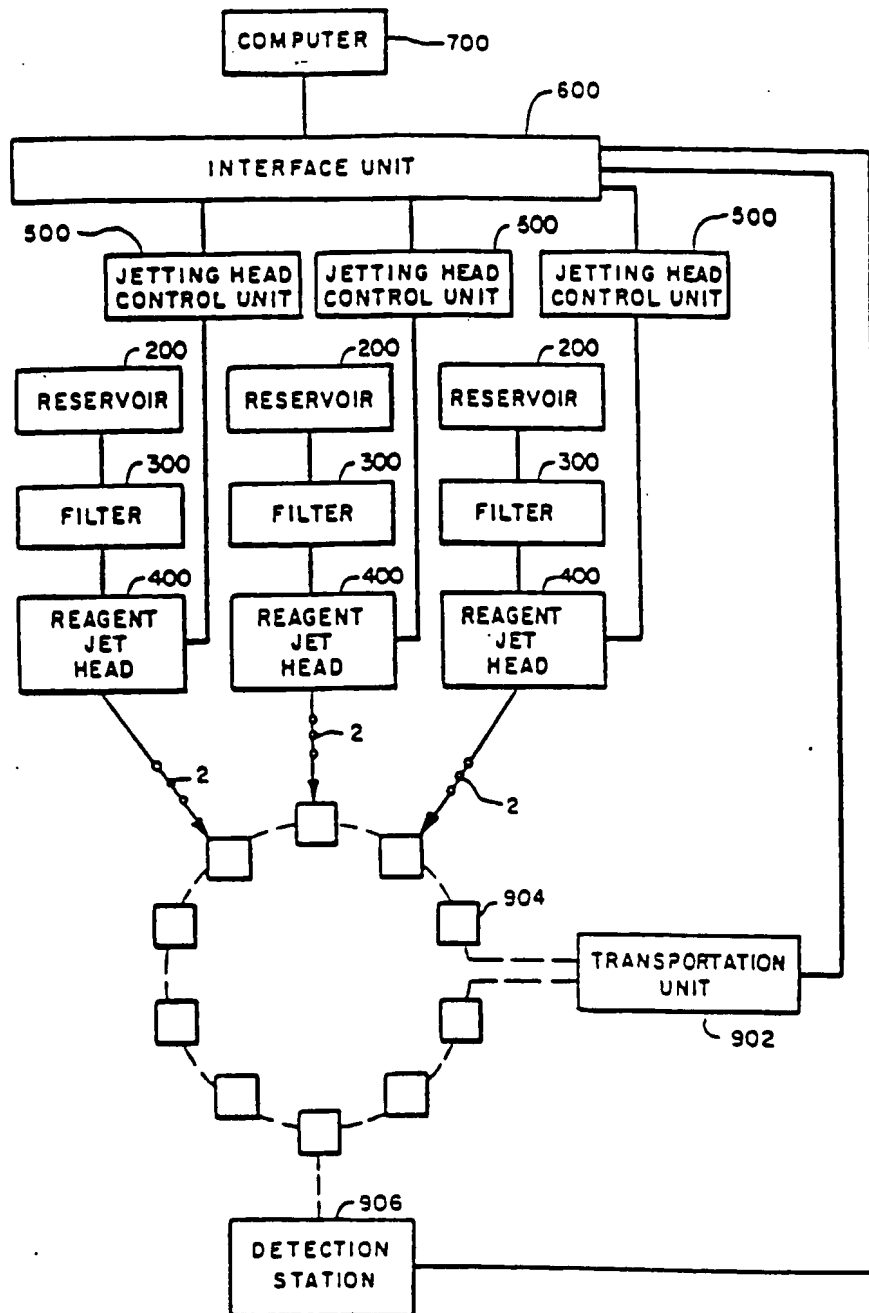 COMPUTER
700
600
INTERFACE UNIT
500
500
500
JETTING HEAD
CONTROL UNIT
JETTING HEAD
CONTROL UNIT
JETTING HEAD
CONTROL UNIT
200
200
200
RESERVOIR
RESERVOIR
RESERVOIR
300
300
300
FILTER
FILTER
FILTER
400
400
400
REAGENT
JET
HEAD
REAGENT
JET
HEAD
REAGENT
JET
HEAD
2
2
2
904
TRANSPORTATION
UNIT
902
906
DETECTION
STATION